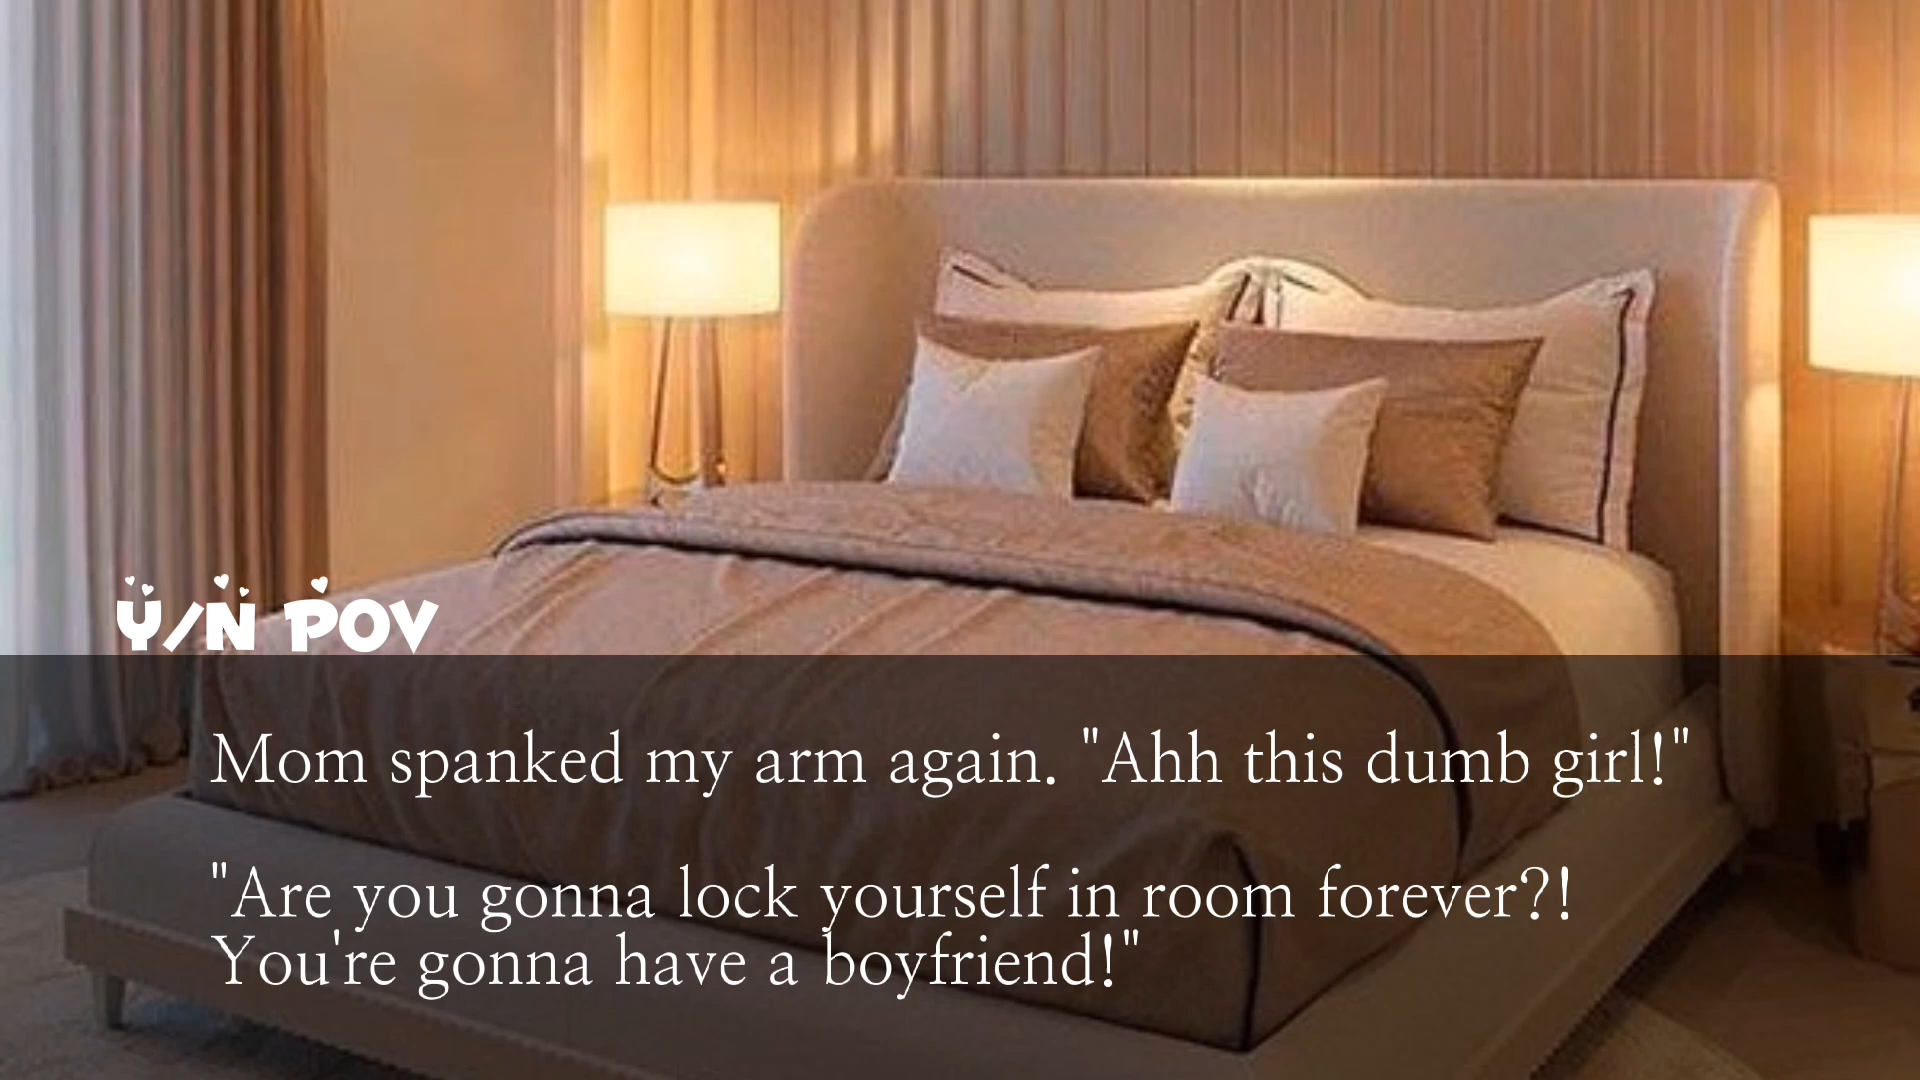 Y/N POV
Mom spanked my arm again. "Ahh this dumb girl!"
"Are you gonna lock yourself in room forever?!
You're gonna have a boyfriend!"